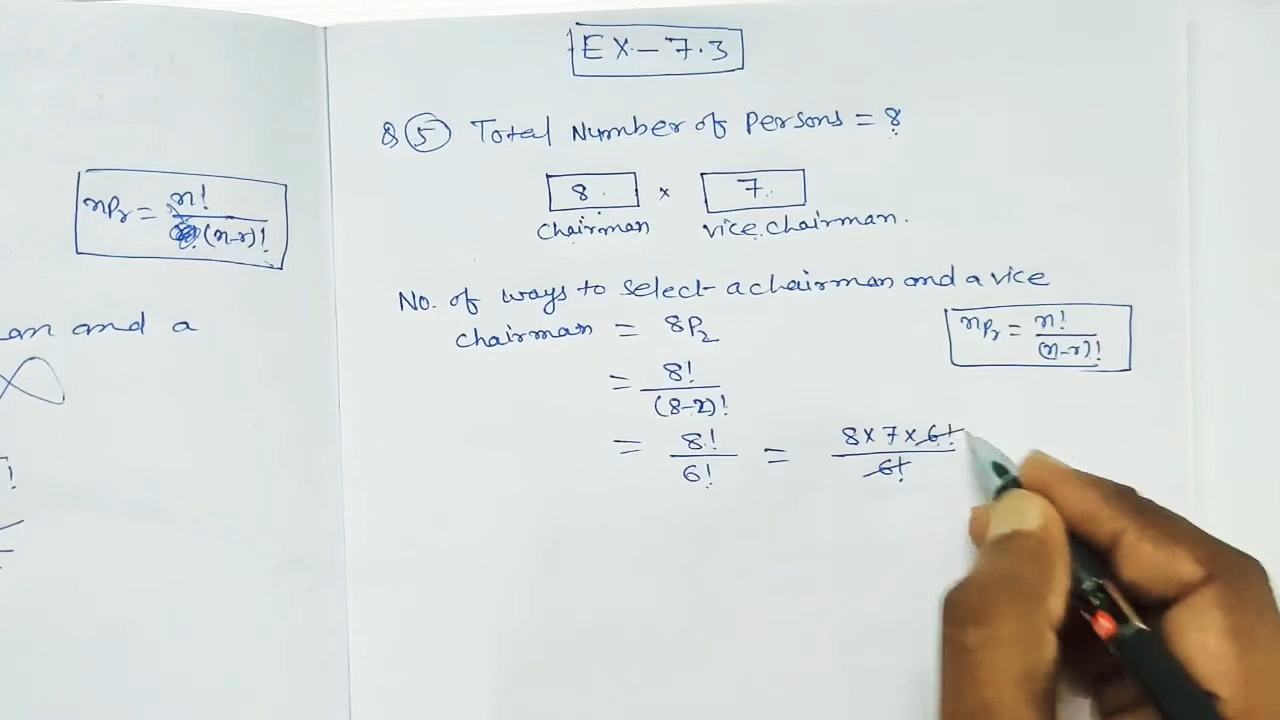 EX-7.3
Q 5 Total Number of Persons = 8
8 × 7
chairman vice chairman.
nPr = n! / (n-r)!
an and a
No. of ways to select a chairman and a vice
chairman = 8P2
nPr = n! / (n-r)!
= 8! / (8-2)!
= 8! / 6! = 8×7×6! / 6!